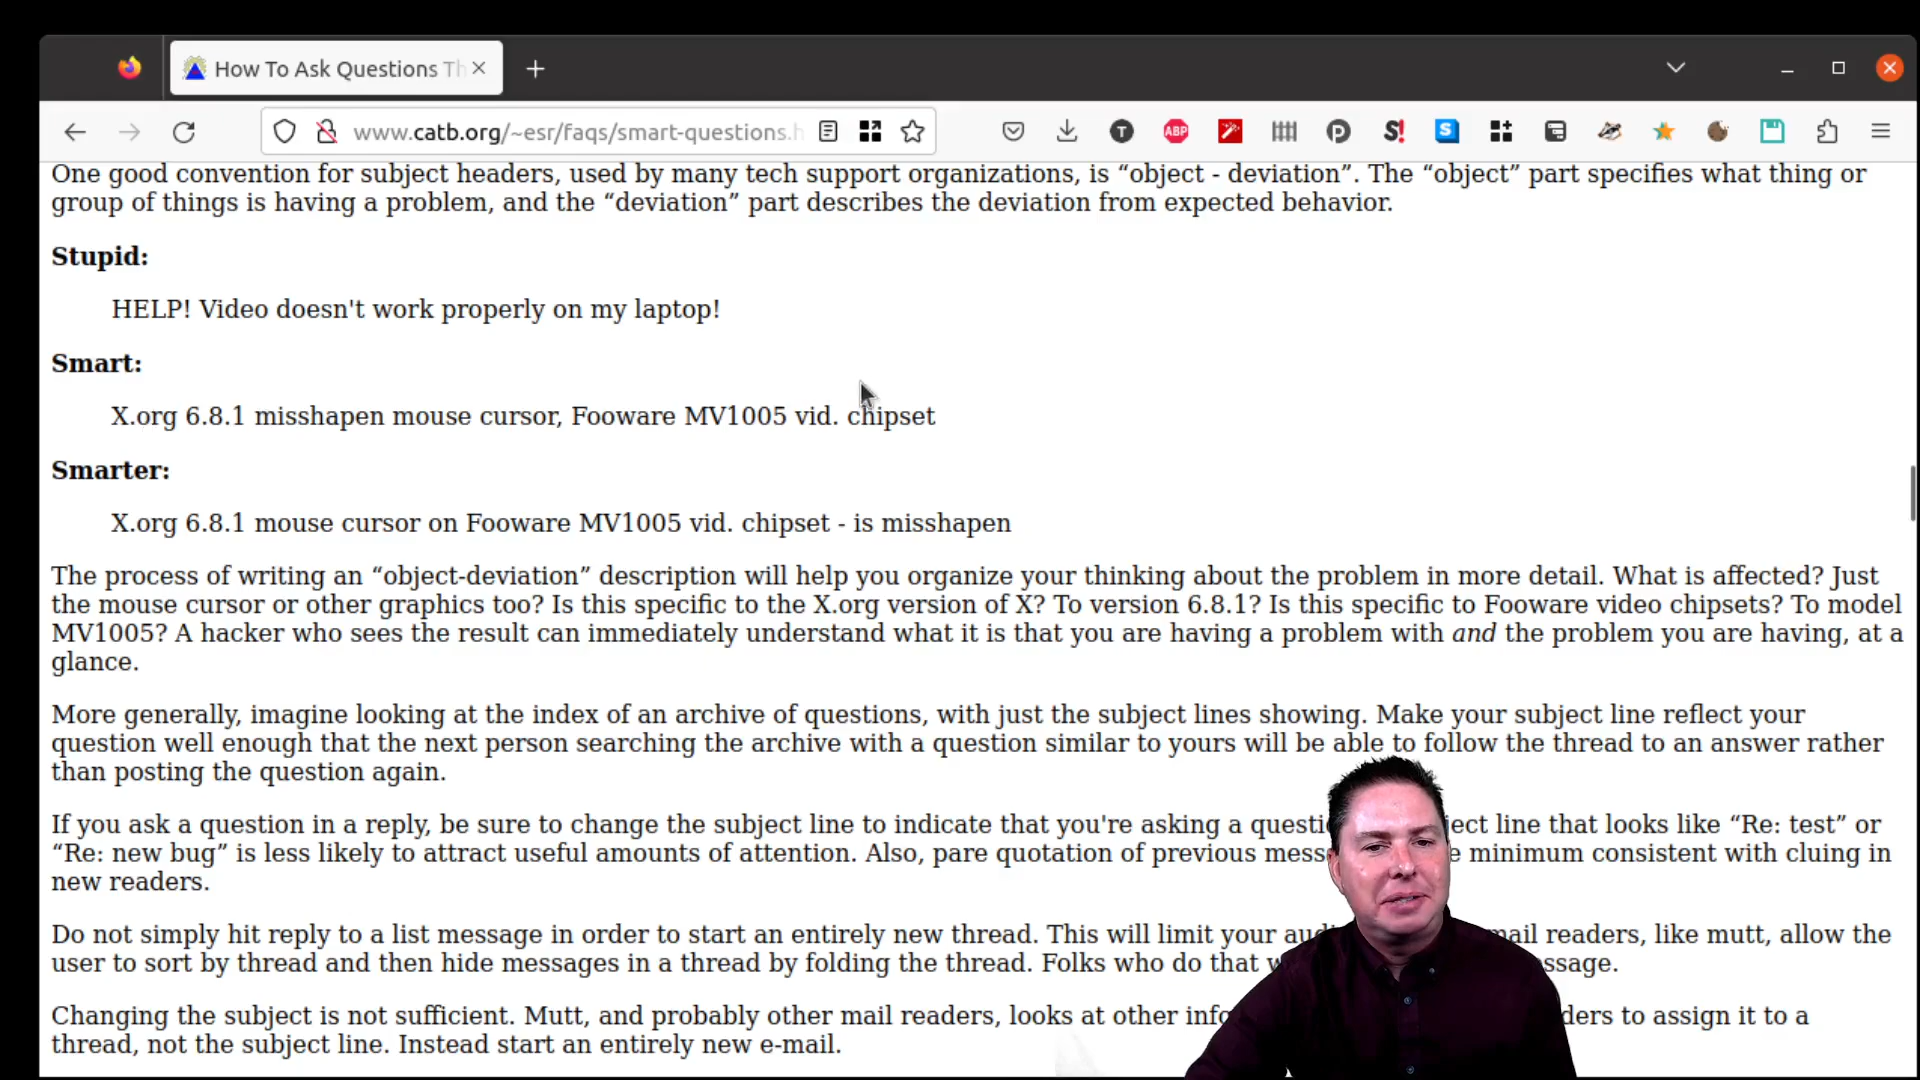 How To Ask Questions Th
www.catb.org/~esr/faqs/smart-questions.h
T
ABP
S!
S
One good convention for subject headers, used by many tech support organizations, is “object - deviation”. The “object” part specifies what thing or
group of things is having a problem, and the “deviation” part describes the deviation from expected behavior.
Stupid:
HELP! Video doesn't work properly on my laptop!
Smart:
X.org 6.8.1 misshapen mouse cursor, Fooware MV1005 vid. chipset
Smarter:
X.org 6.8.1 mouse cursor on Fooware MV1005 vid. chipset - is misshapen
The process of writing an “object-deviation” description will help you organize your thinking about the problem in more detail. What is affected? Just
the mouse cursor or other graphics too? Is this specific to the X.org version of X? To version 6.8.1? Is this specific to Fooware video chipsets? To model
MV1005? A hacker who sees the result can immediately understand what it is that you are having a problem with and the problem you are having, at a
glance.
More generally, imagine looking at the index of an archive of questions, with just the subject lines showing. Make your subject line reflect your
question well enough that the next person searching the archive with a question similar to yours will be able to follow the thread to an answer rather
than posting the question again.
If you ask a question in a reply, be sure to change the subject line to indicate that you're asking a questi ject line that looks like “Re: test” or
“Re: new bug” is less likely to attract useful amounts of attention. Also, pare quotation of previous mess e minimum consistent with cluing in
new readers.
Do not simply hit reply to a list message in order to start an entirely new thread. This will limit your aud mail readers, like mutt, allow the
user to sort by thread and then hide messages in a thread by folding the thread. Folks who do that w ssage.
Changing the subject is not sufficient. Mutt, and probably other mail readers, looks at other info ders to assign it to a
thread, not the subject line. Instead start an entirely new e-mail.